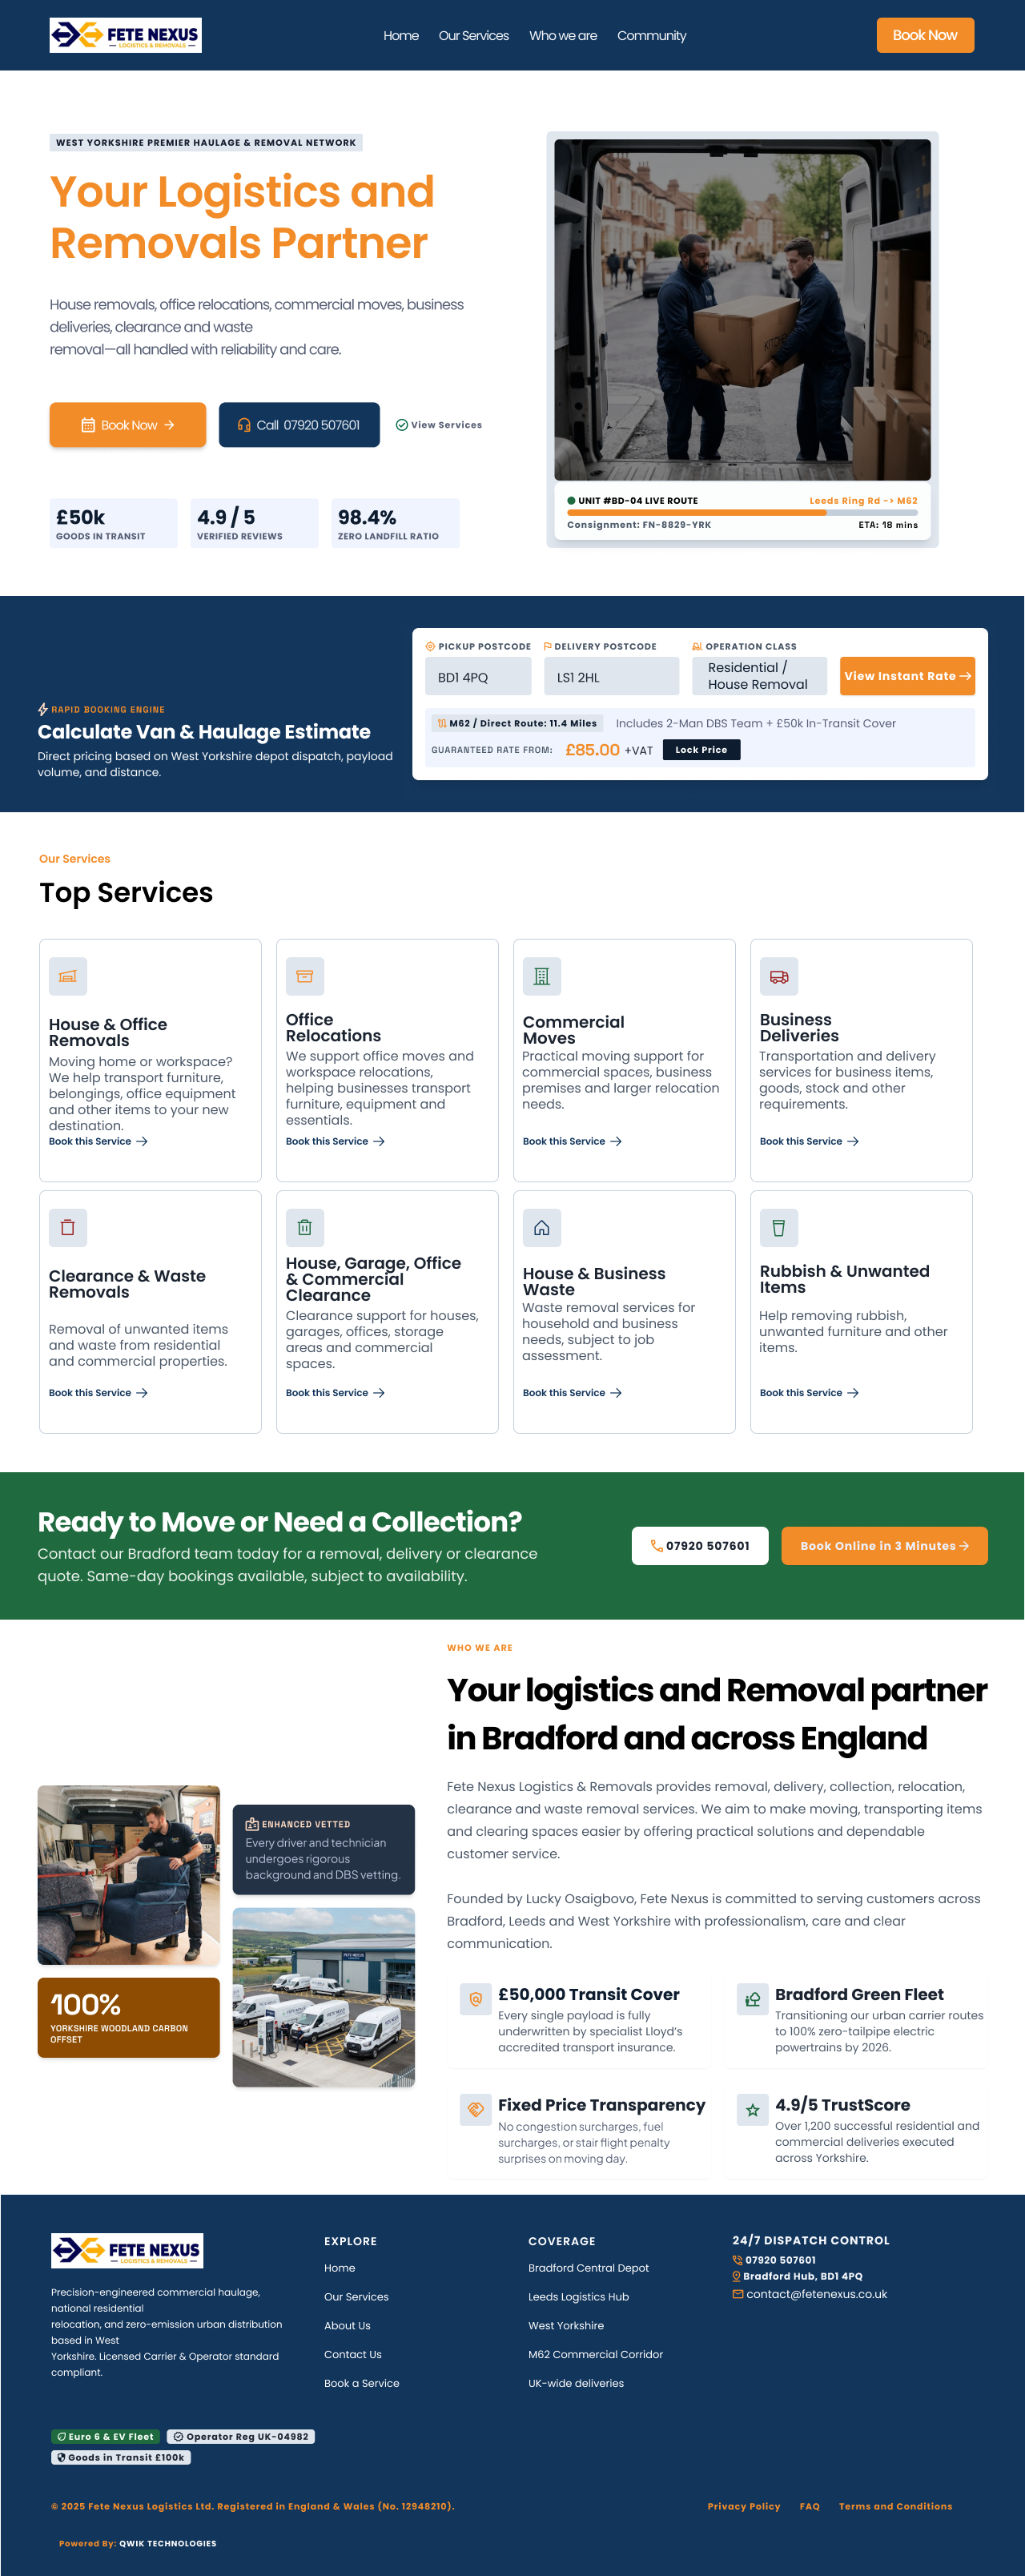 FETE NEXUS
LOGISTICS & REMOVALS
Home
Our Services
Who we are
Community
Book Now
WEST YORKSHIRE PREMIER HAULAGE & REMOVAL NETWORK
Your Logistics and
Removals Partner
House removals, office relocations, commercial moves, business
deliveries, clearance and waste
removal—all handled with reliability and care.
Book Now
Call 07920 507601
View Services
£50k
GOODS IN TRANSIT
4.9 / 5
VERIFIED REVIEWS
98.4%
ZERO LANDFILL RATIO
UNIT #BD-04 LIVE ROUTE
Leeds Ring Rd -> M62
Consignment: FN-8829-YRK
ETA: 18 mins
RAPID BOOKING ENGINE
Calculate Van & Haulage Estimate
Direct pricing based on West Yorkshire depot dispatch, payload
volume, and distance.
PICKUP POSTCODE
DELIVERY POSTCODE
OPERATION CLASS
BD1 4PQ
LS1 2HL
Residential /
House Removal
View Instant Rate
M62 / Direct Route: 11.4 Miles
Includes 2-Man DBS Team + £50k In-Transit Cover
GUARANTEED RATE FROM:
£85.00 +VAT
Lock Price
Our Services
Top Services
House & Office
Removals
Moving home or workspace?
We help transport furniture,
belongings, office equipment
and other items to your new
destination.
Book this Service
Office
Relocations
We support office moves and
workspace relocations,
helping businesses transport
furniture, equipment and
essentials.
Book this Service
Commercial
Moves
Practical moving support for
commercial spaces, business
premises and larger relocation
needs.
Book this Service
Business
Deliveries
Transportation and delivery
services for business items,
goods, stock and other
requirements.
Book this Service
Clearance & Waste
Removals
Removal of unwanted items
and waste from residential
and commercial properties.
Book this Service
House, Garage, Office
& Commercial
Clearance
Clearance support for houses,
garages, offices, storage
areas and commercial
spaces.
Book this Service
House & Business
Waste
Waste removal services for
household and business
needs, subject to job
assessment.
Book this Service
Rubbish & Unwanted
Items
Help removing rubbish,
unwanted furniture and other
items.
Book this Service
Ready to Move or Need a Collection?
Contact our Bradford team today for a removal, delivery or clearance
quote. Same-day bookings available, subject to availability.
07920 507601
Book Online in 3 Minutes
WHO WE ARE
Your logistics and Removal partner
in Bradford and across England
Fete Nexus Logistics & Removals provides removal, delivery, collection, relocation,
clearance and waste removal services. We aim to make moving, transporting items
and clearing spaces easier by offering practical solutions and dependable
customer service.
Founded by Lucky Osaigbovo, Fete Nexus is committed to serving customers across
Bradford, Leeds and West Yorkshire with professionalism, care and clear
communication.
ENHANCED VETTED
Every driver and technician
undergoes rigorous
background and DBS vetting.
100%
YORKSHIRE WOODLAND CARBON
OFFSET
£50,000 Transit Cover
Every single payload is fully
underwritten by specialist Lloyd's
accredited transport insurance.
Bradford Green Fleet
Transitioning our urban carrier routes
to 100% zero-tailpipe electric
powertrains by 2026.
Fixed Price Transparency
No congestion surcharges, fuel
surcharges, or stair flight penalty
surprises on moving day.
4.9/5 TrustScore
Over 1,200 successful residential and
commercial deliveries executed
across Yorkshire.
FETE NEXUS
LOGISTICS & REMOVALS
Precision-engineered commercial haulage,
national residential
relocation, and zero-emission urban distribution
based in West
Yorkshire. Licensed Carrier & Operator standard
compliant.
EXPLORE
Home
Our Services
About Us
Contact Us
Book a Service
COVERAGE
Bradford Central Depot
Leeds Logistics Hub
West Yorkshire
M62 Commercial Corridor
UK-wide deliveries
24/7 DISPATCH CONTROL
07920 507601
Bradford Hub, BD1 4PQ
contact@fetenexus.co.uk
Euro 6 & EV Fleet
Operator Reg UK-04982
Goods in Transit £100k
© 2025 Fete Nexus Logistics Ltd. Registered in England & Wales (No. 12948210).
Privacy Policy
FAQ
Terms and Conditions
Powered By: QWIK TECHNOLOGIES